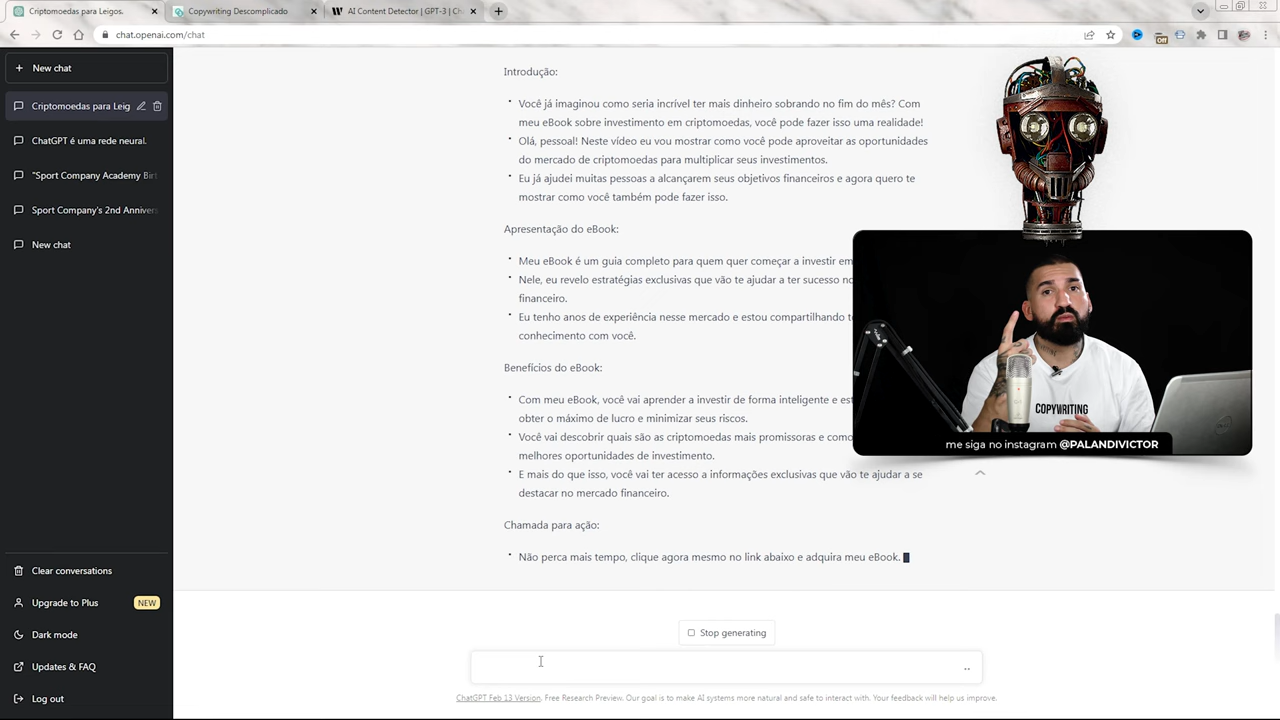 Criptomoedas para Leigos.
Copywriting Descomplicado
AI Content Detector | GPT-3 | Ch
chat.openai.com/chat
Off
New chat
Criptomoedas para Leig
ChatGPT é uma rede neural.
"Sport Company Academy Birt
Sport Company's 2nd Anniver
New chat
Clear conversations
Upgrade to Plus NEW
Dark mode
Updates & FAQ
Log out
Introdução:
• Você já imaginou como seria incrível ter mais dinheiro sobrando no fim do mês? Com
meu eBook sobre investimento em criptomoedas, você pode fazer isso uma realidade!
• Olá, pessoal! Neste vídeo eu vou mostrar como você pode aproveitar as oportunidades
do mercado de criptomoedas para multiplicar seus investimentos.
• Eu já ajudei muitas pessoas a alcançarem seus objetivos financeiros e agora quero te
mostrar como você também pode fazer isso.
Apresentação do eBook:
• Meu eBook é um guia completo para quem quer começar a investir em
• Nele, eu revelo estratégias exclusivas que vão te ajudar a ter sucesso no
financeiro.
• Eu tenho anos de experiência nesse mercado e estou compartilhando
conhecimento com você.
Benefícios do eBook:
• Com meu eBook, você vai aprender a investir de forma inteligente e
obter o máximo de lucro e minimizar seus riscos.
• Você vai descobrir quais são as criptomoedas mais promissoras e como
melhores oportunidades de investimento.
• E mais do que isso, você vai ter acesso a informações exclusivas que vão te ajudar a se
destacar no mercado financeiro.
Chamada para ação:
• Não perca mais tempo, clique agora mesmo no link abaixo e adquira meu eBook.
COPYWRITING
me siga no instagram @PALANDIVICTOR
Stop generating
ChatGPT Feb 13 Version. Free Research Preview. Our goal is to make AI systems more natural and safe to interact with. Your feedback will help us improve.